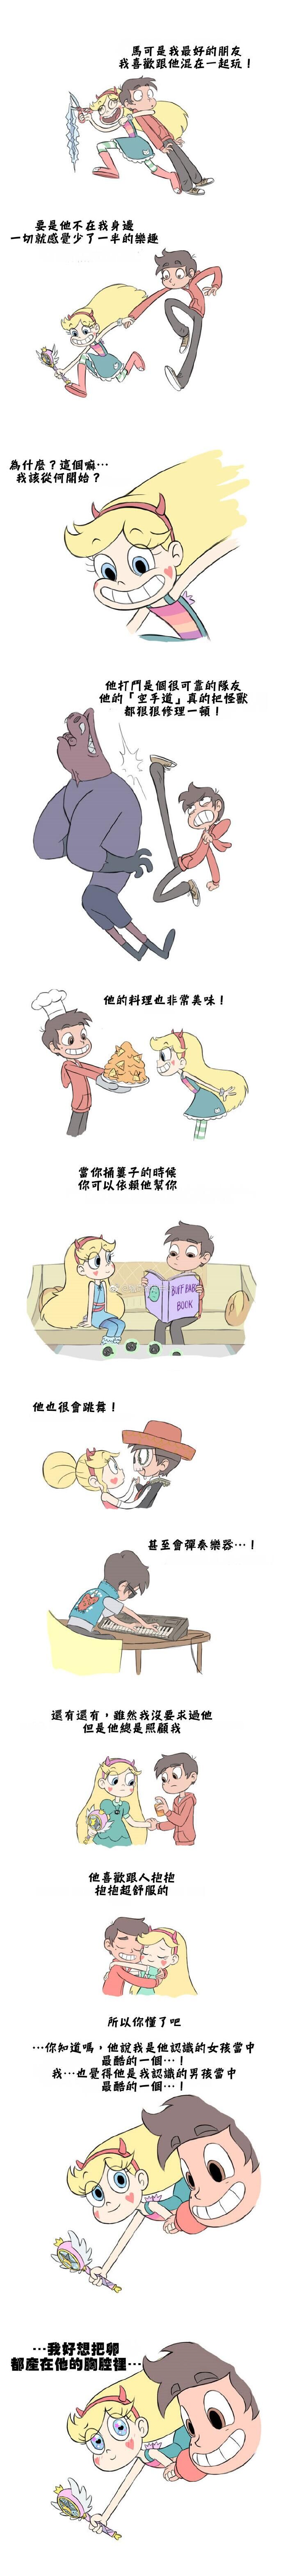 馬可是我最好的朋友
我喜歡跟他混在一起玩！
要是他不在我身邊
一切就感覺少了一半的樂趣
為什麼？這個嘛…
我該從何開始？
他打鬥是個很可靠的隊友
他的「空手道」真的把怪獸
都狠狠修理一頓！
他的料理也非常美味！
當你捅簍子的時候
你可以依賴他幫你
BUFF BABE
BOOK
他也很會跳舞！
甚至會彈奏樂器…！
還有還有，雖然我沒要求過他
但是他總是照顧我
他喜歡跟人抱抱
抱抱超舒服的
所以你懂了吧
…你知道嗎，他說我是他認識的女孩當中
最酷的一個…！
我…也覺得他是我認識的男孩當中
最酷的一個…！
…我好想把卵
都產在他的胸腔裡…